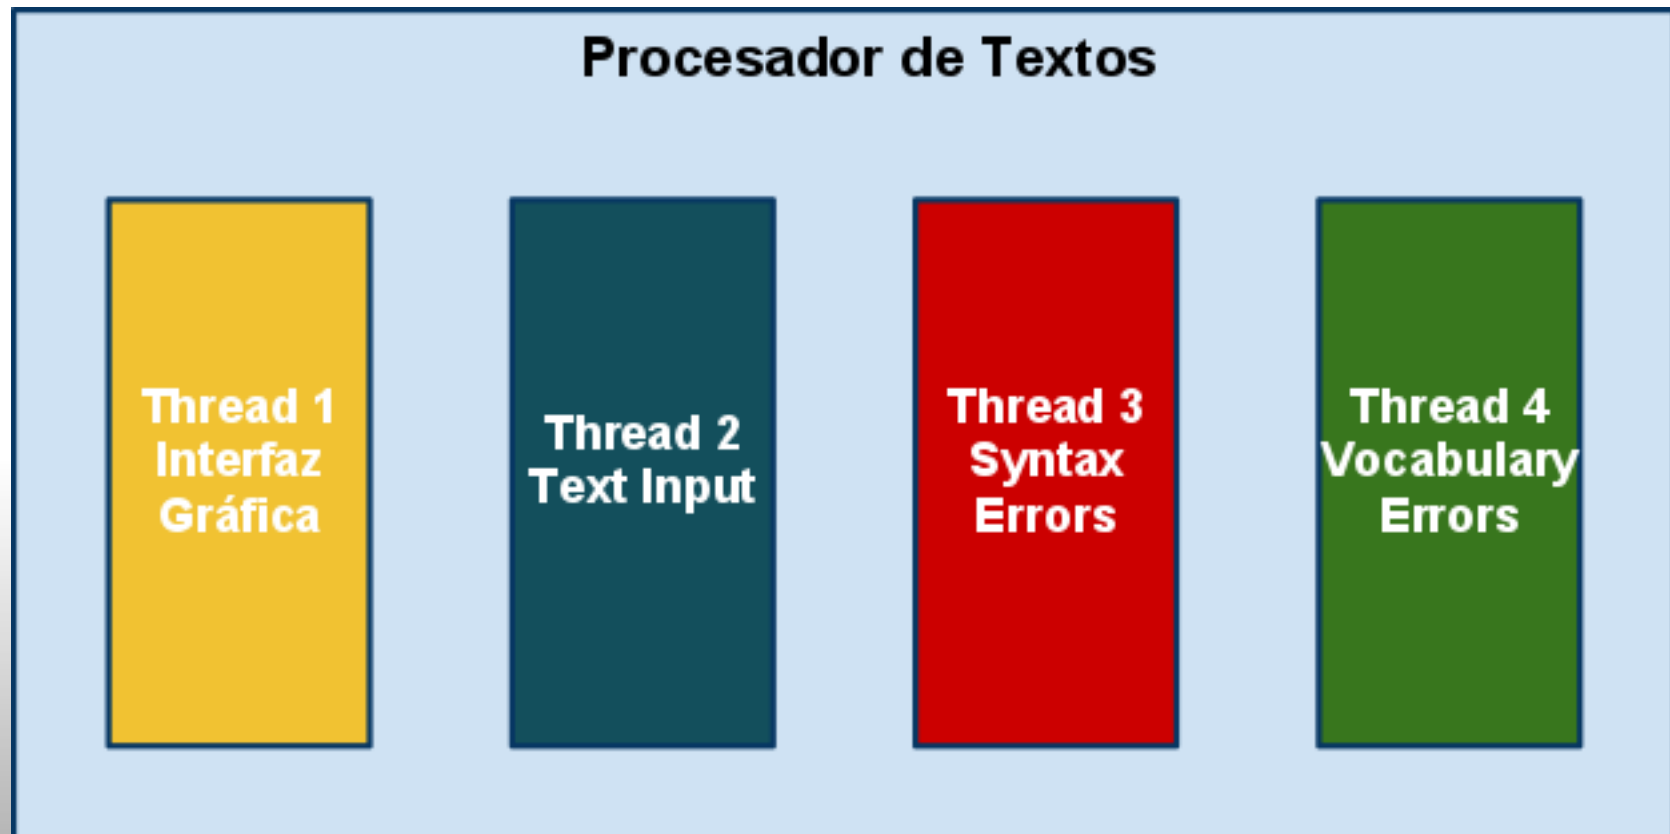 Procesador de Textos
Thread 1
Interfaz
Gráfica
Thread 2
Text Input
Thread 3
Syntax
Errors
Thread 4
Vocabulary
Errors